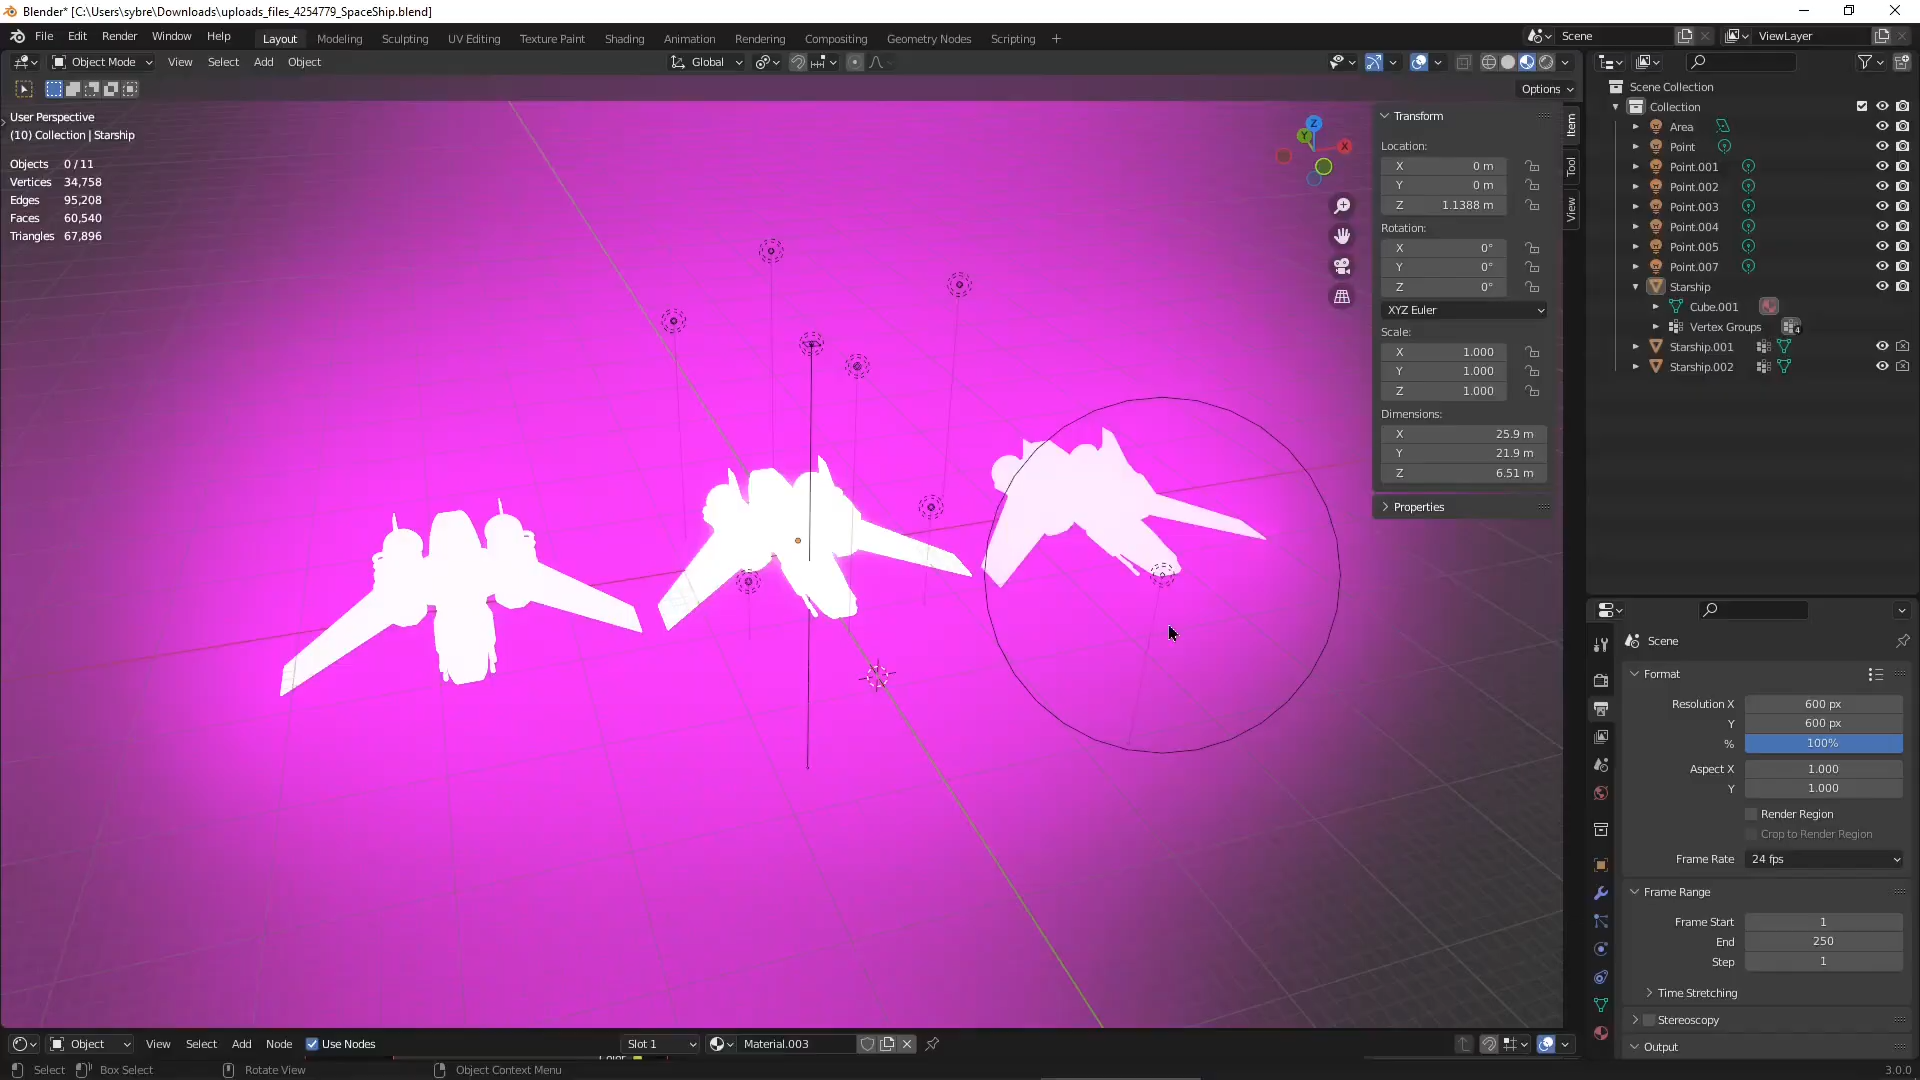 Blender* [C:\Users\sybre\Downloads\uploads_files_4254779_SpaceShip.blend]
File Edit Render Window Help
Layout Modeling Sculpting UV Editing Texture Paint Shading Animation Rendering Compositing Geometry Nodes Scripting +
Scene
ViewLayer
Object Mode View Select Add Object
Global
Options
User Perspective
(10) Collection | Starship
Objects 0 / 11
Vertices 34,758
Edges 95,208
Faces 60,540
Triangles 67,896
Z
Y
X
Transform
Location:
X 0 m
Y 0 m
Z 1.1388 m
Rotation:
X 0°
Y 0°
Z 0°
XYZ Euler
Scale:
X 1.000
Y 1.000
Z 1.000
Dimensions:
X 25.9 m
Y 21.9 m
Z 6.51 m
Properties
Item
Tool
View
Scene Collection
Collection
Area
Point
Point.001
Point.002
Point.003
Point.004
Point.005
Point.007
Starship
Cube.001
Vertex Groups 4
Starship.001
Starship.002
Scene
Format
Resolution X 600 px
Y 600 px
% 100%
Aspect X 1.000
Y 1.000
Render Region
Crop to Render Region
Frame Rate 24 fps
Frame Range
Frame Start 1
End 250
Step 1
Time Stretching
Stereoscopy
Output
Object View Select Add Node Use Nodes
Slot 1
Material.003
Select Box Select Rotate View Object Context Menu
3.0.0